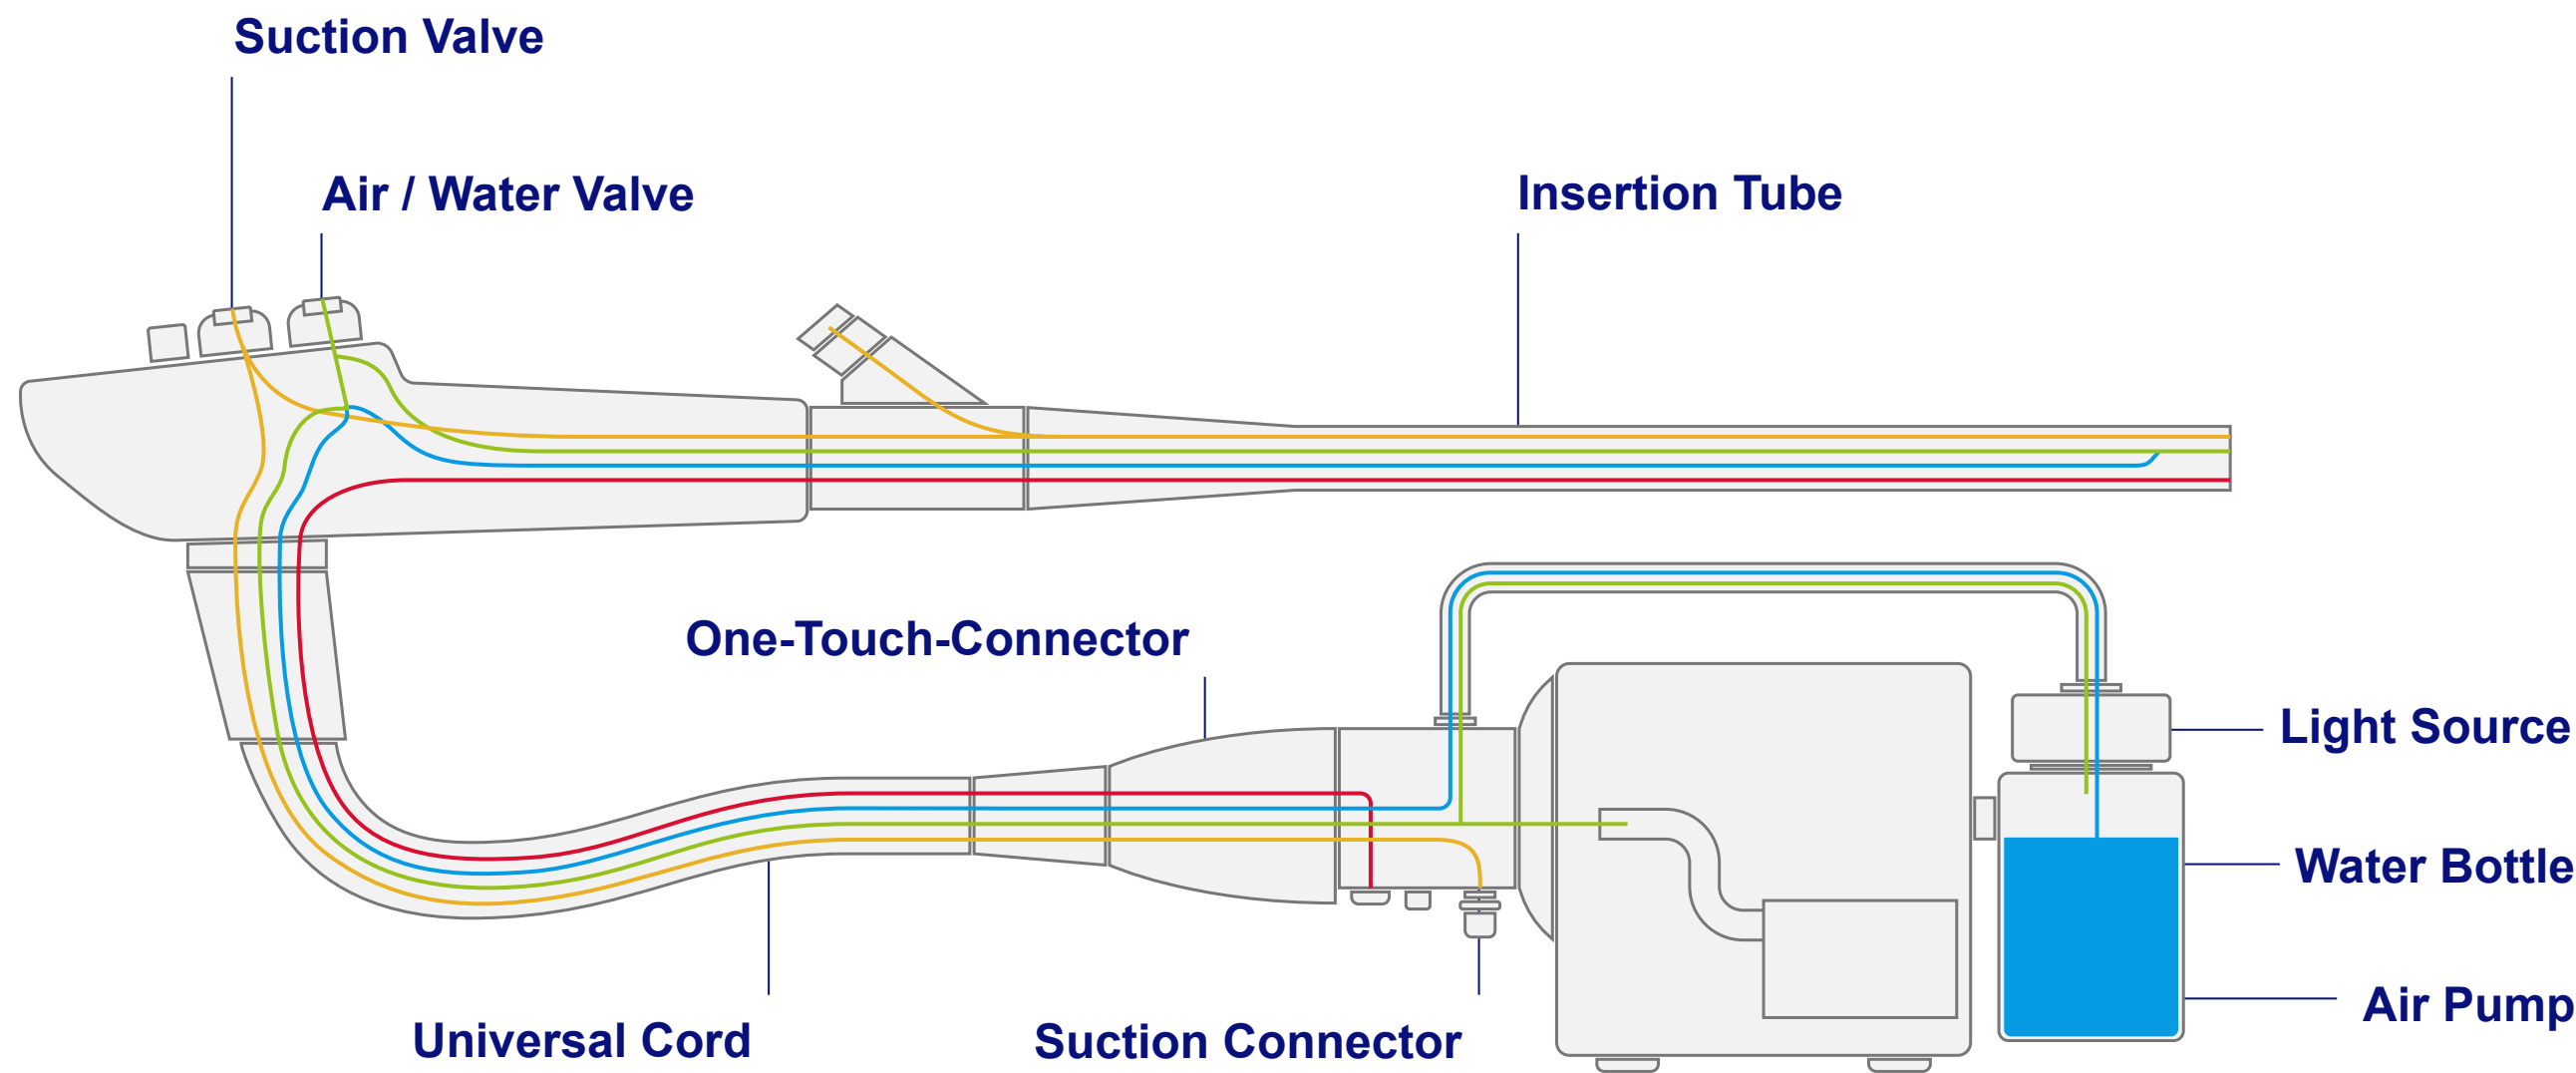 Suction Valve
Air / Water Valve
Insertion Tube
One-Touch-Connector
Light Source
Water Bottle
Air Pump
Universal Cord
Suction Connector